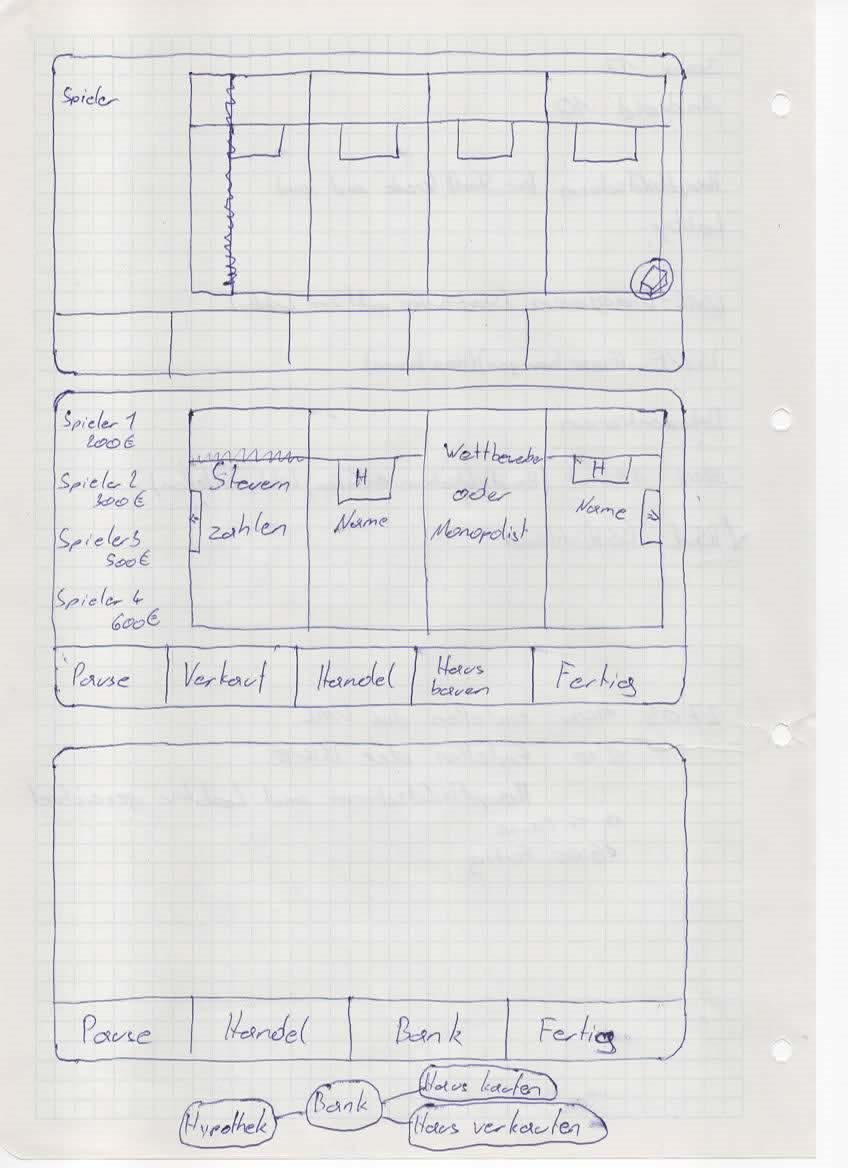 Spieler
Spieler 1
200€
Spieler 2
300€
Spieler 3
500€
Spieler 4
600€
Steuern
zahlen
H
Name
Wettbewerbe
oder
Monopolist
H
Name
Pause
Verkauf
Handel
Haus
bauen
Fertig
Pause
Handel
Bank
Fertig
Hypothek
Bank
Haus kaufen
Haus verkaufen